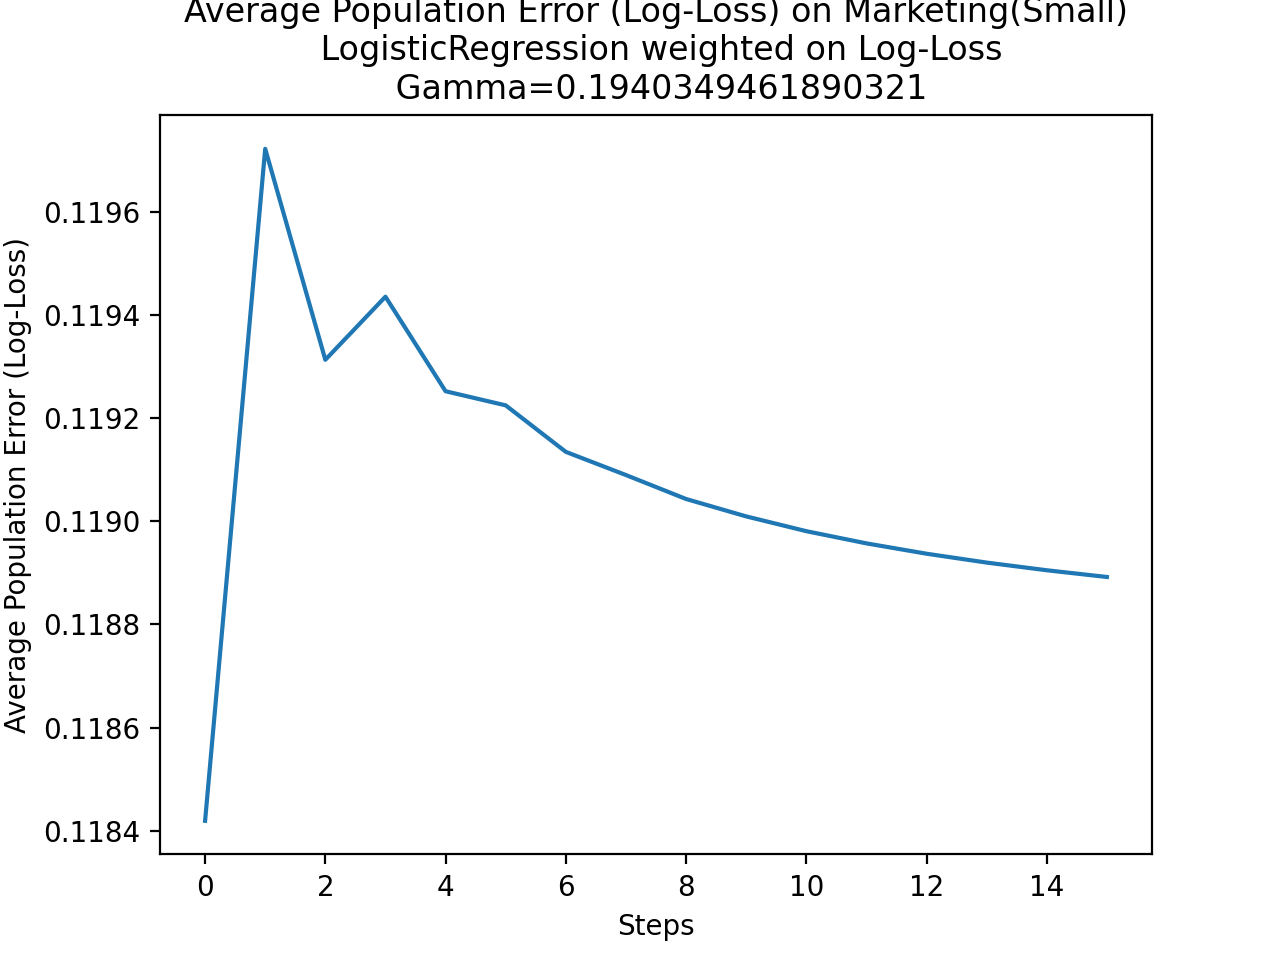 Average Population Error (Log-Loss) on Marketing(Small)
LogisticRegression weighted on Log-Loss
Gamma=0.1940349461890321
Average Population Error (Log-Loss)
0.1196
0.1194
0.1192
0.1190
0.1188
0.1186
0.1184
0 2 4 6 8 10 12 14
Steps